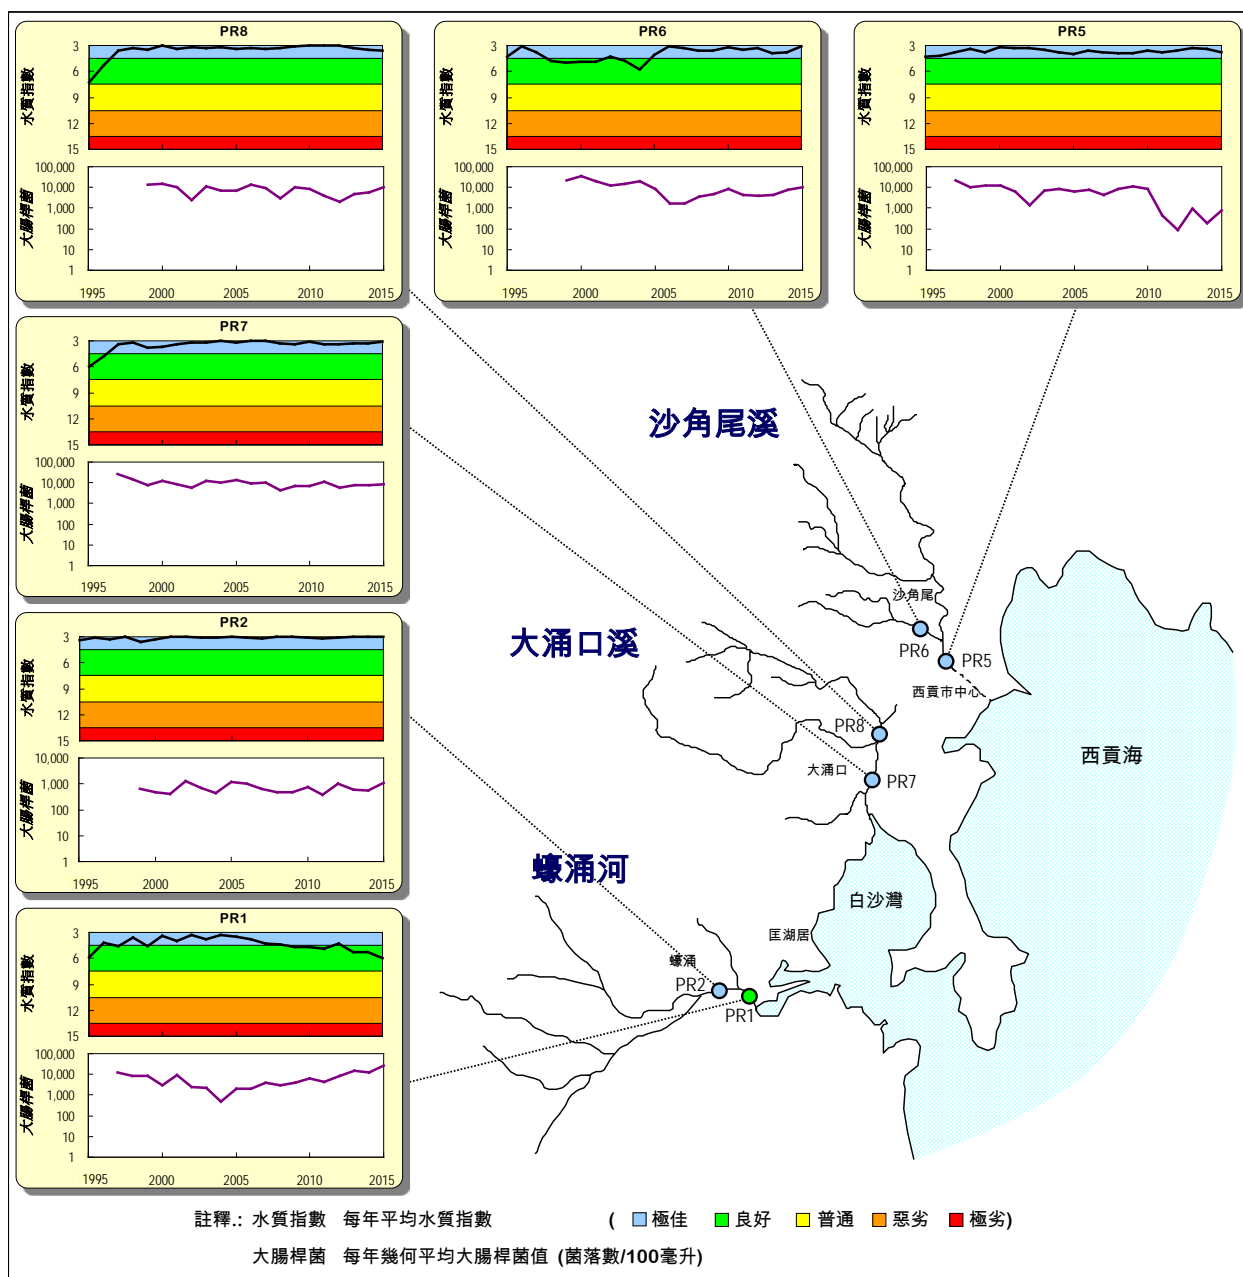 PR8
3
6
9
12
15
水質指數
100,000
10,000
1,000
100
10
1
大腸桿菌
1995 2000 2005 2010 2015
PR6
3
6
9
12
15
水質指數
100,000
10,000
1,000
100
10
1
大腸桿菌
1995 2000 2005 2010 2015
PR5
3
6
9
12
15
水質指數
100,000
10,000
1,000
100
10
1
大腸桿菌
1995 2000 2005 2010 2015
PR7
3
6
9
12
15
水質指數
100,000
10,000
1,000
100
10
1
大腸桿菌
1995 2000 2005 2010 2015
PR2
3
6
9
12
15
水質指數
10,000
1,000
100
10
1
大腸桿菌
1995 2000 2005 2010 2015
PR1
3
6
9
12
15
水質指數
100,000
10,000
1,000
100
10
1
大腸桿菌
1995 2000 2005 2010 2015
沙角尾溪
沙角尾
PR6
PR5
西貢市中心
大涌口溪
PR8
大涌口
PR7
西貢海
蠔涌河
白沙灣
匡湖居
蠔涌
PR2
PR1
註釋.: 水質指數 每年平均水質指數 ( 極佳 良好 普通 惡劣 極劣)
大腸桿菌 每年幾何平均大腸桿菌值 (菌落數/100毫升)